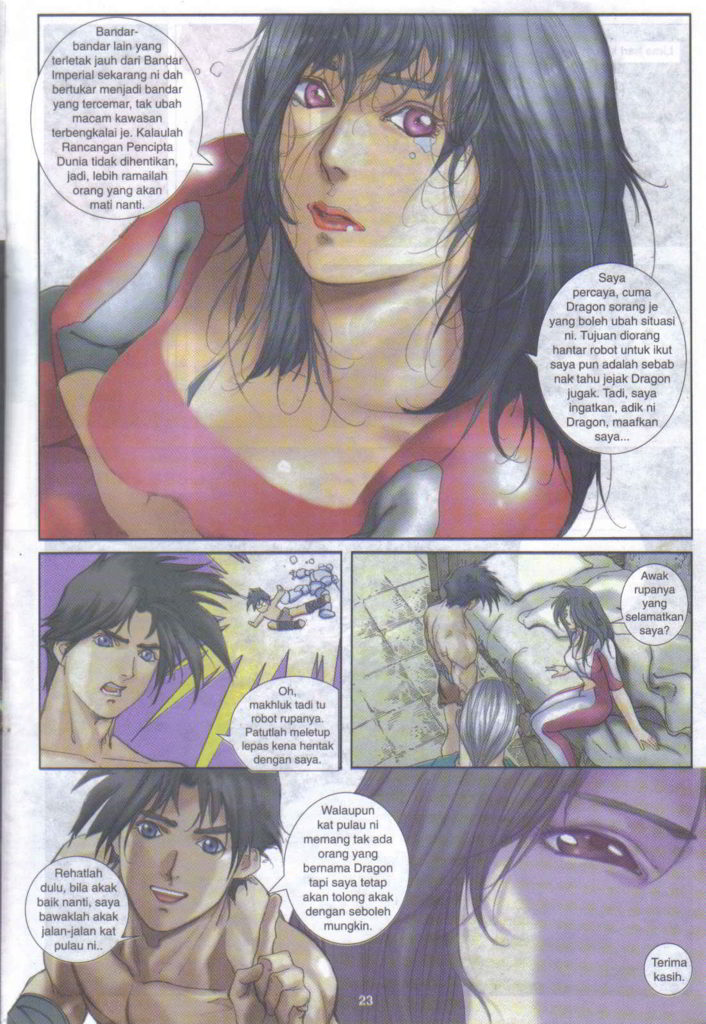 Bandar-
bandar lain yang
terletak jauh dari Bandar
Imperial sekarang ni dah
bertukar menjadi bandar
yang tercemar, tak ubah
macam kawasan
terbengkalai je. Kalaulah
Rancangan Pencipta
Dunia tidak dihentikan,
jadi, lebih ramailah
orang yang akan
mati nanti.
Saya
percaya, cuma
Dragon sorang je
yang boleh ubah situasi
ni. Tujuan diorang
hantar robot untuk ikut
saya pun adalah sebab
nak tahu jejak Dragon
jugak. Tadi, saya
ingatkan, adik ni
Dragon, maafkan
saya...
Oh,
makhluk tadi tu
robot rupanya.
Patutlah meletup
lepas kena hentak
dengan saya.
Awak
rupanya
yang
selamatkan
saya?
Rehatlah
dulu, bila akak
baik nanti, saya
bawaklah akak
jalan-jalan kat
pulau ni..
Walaupun
kat pulau ni
memang tak ada
orang yang
bernama Dragon
tapi saya tetap
akan tolong akak
dengan seboleh
mungkin.
Terima
kasih.
23